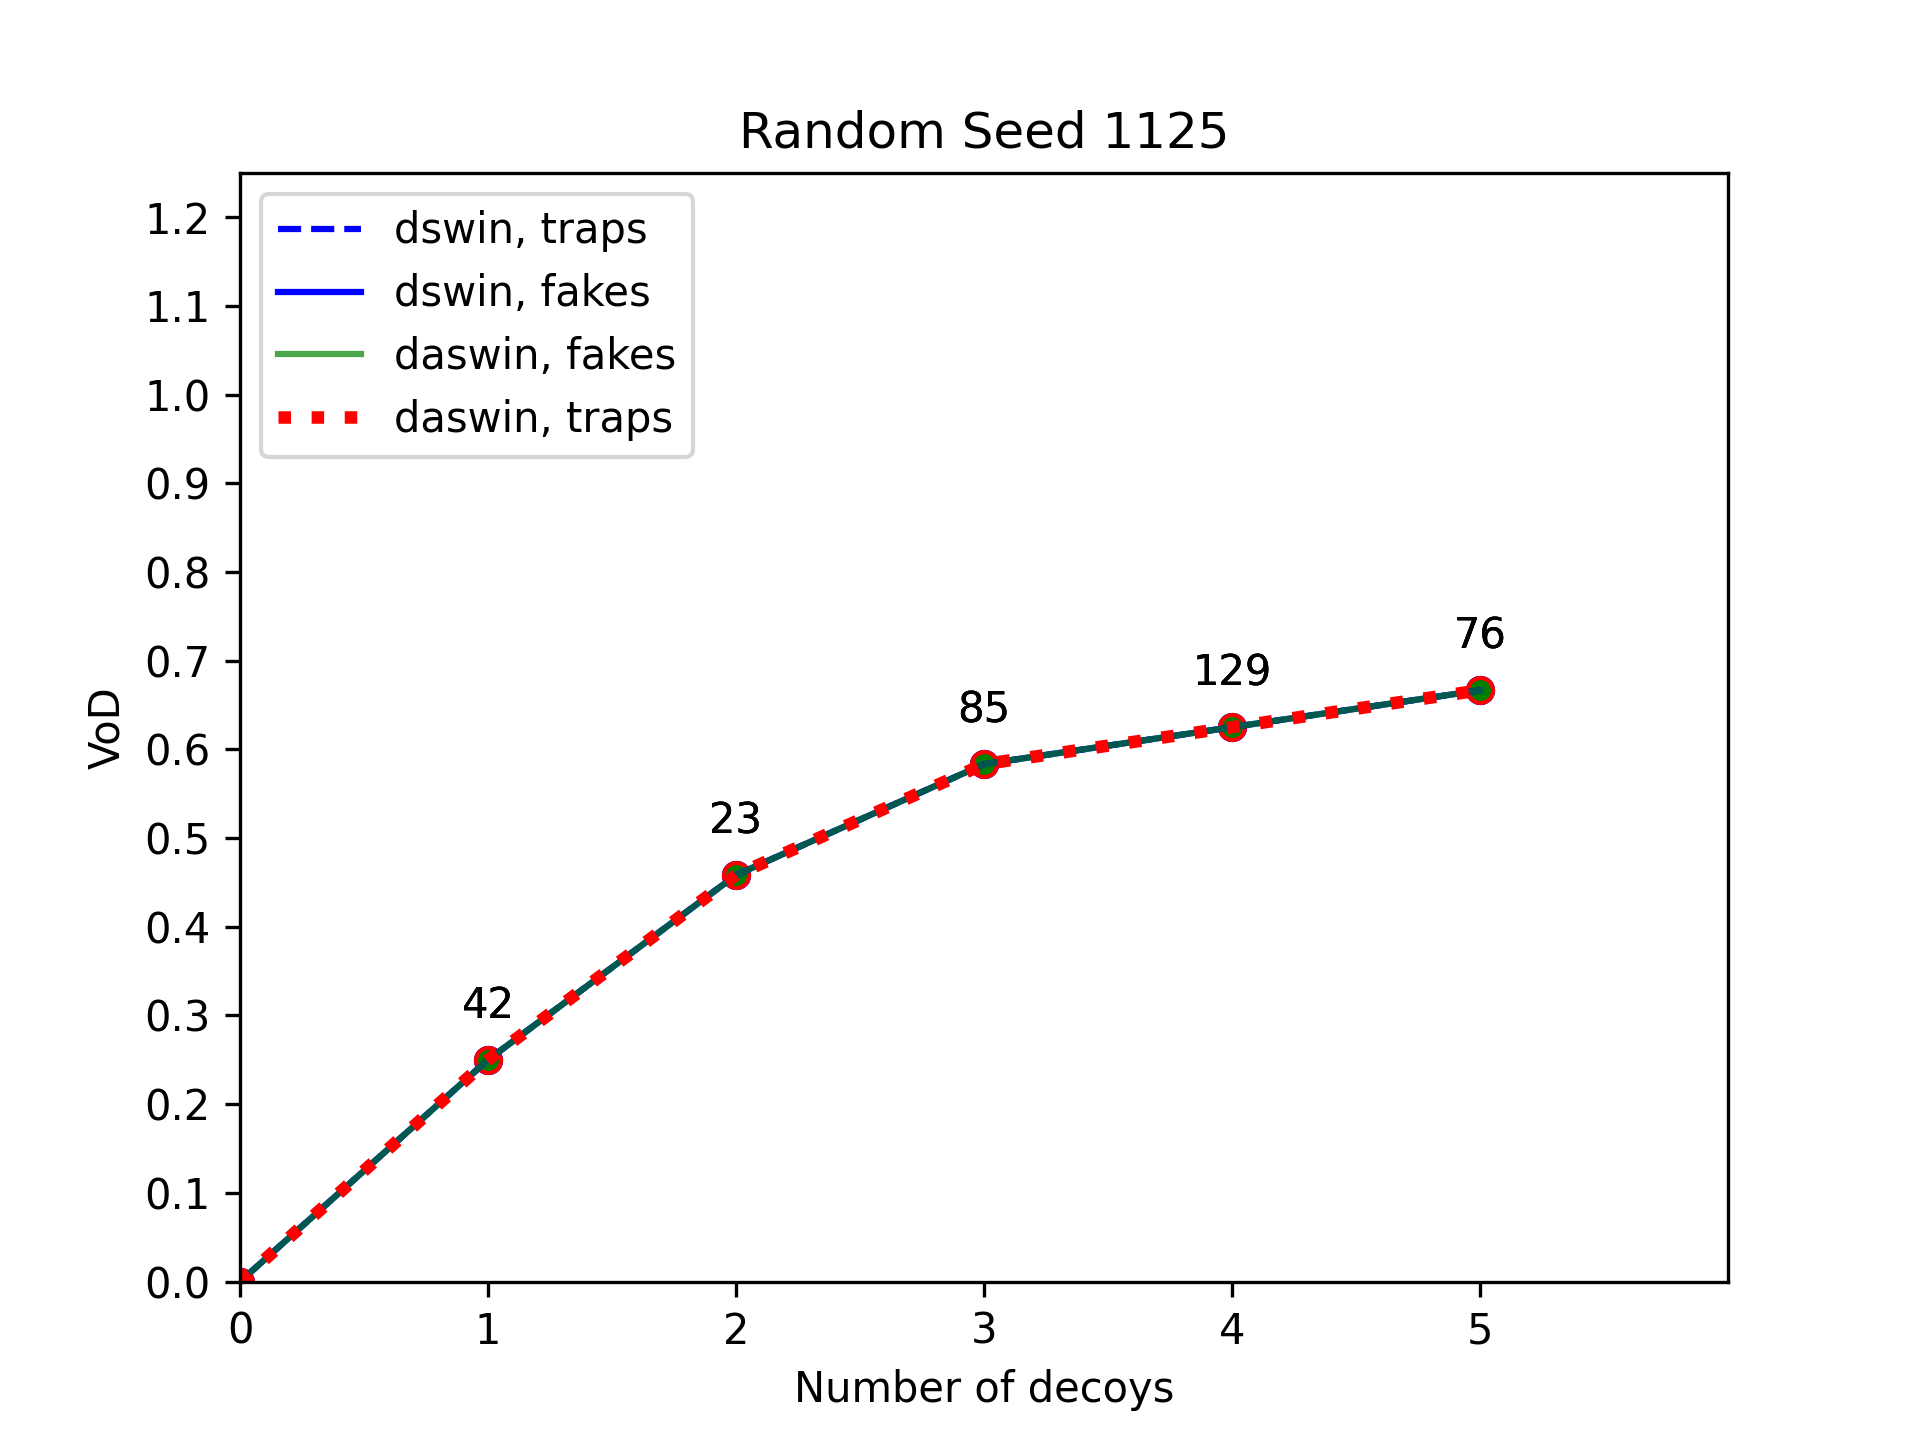 Random Seed 1125
dswin, traps
dswin, fakes
daswin, fakes
daswin, traps
1.2
1.1
1.0
0.9
0.8
0.7
0.6
0.5
0.4
0.3
0.2
0.1
0.0
VoD
42
23
85
129
76
0 1 2 3 4 5
Number of decoys